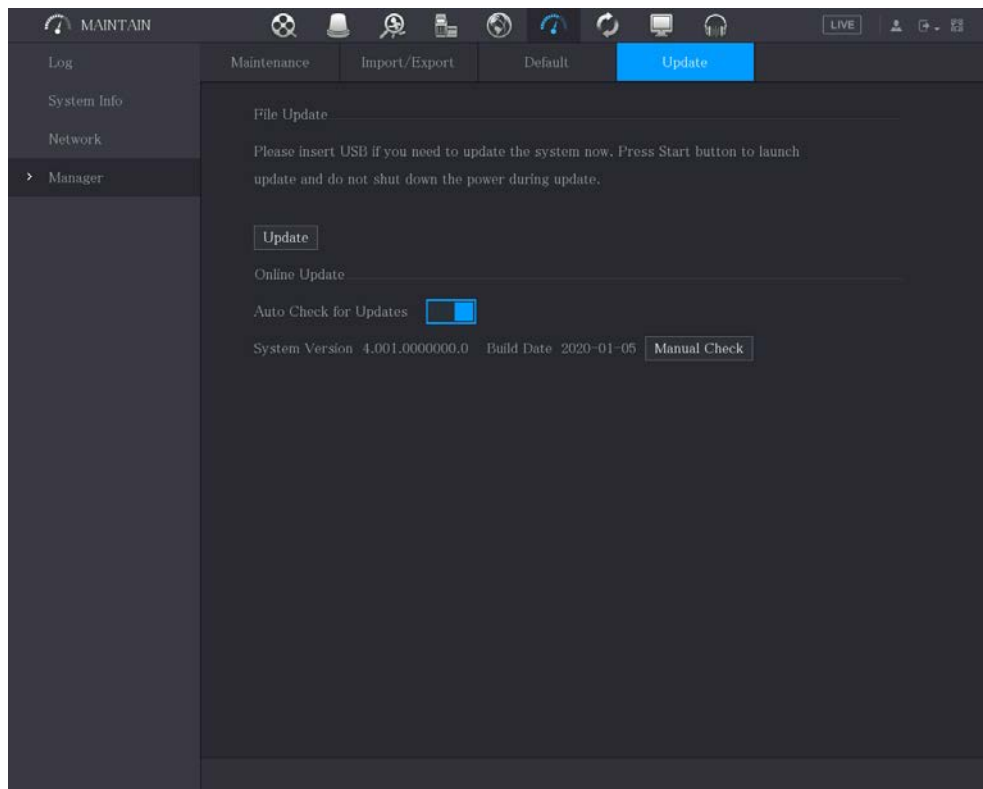 MAINTAIN
LIVE
Log
System Info
Network
Manager
Maintenance Import/Export Default Update
File Update
Please insert USB if you need to update the system now. Press Start button to launch
update and do not shut down the power during update.
Update
Online Update
Auto Check for Updates
System Version 4.001.0000000.0 Build Date 2020-01-05 Manual Check